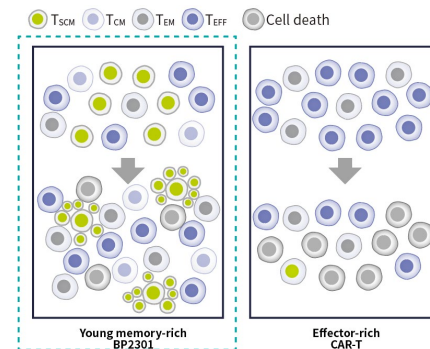 TSCM TCM TEM TEFF Cell death
Young memory-rich
BP2301
Effector-rich
CAR-T